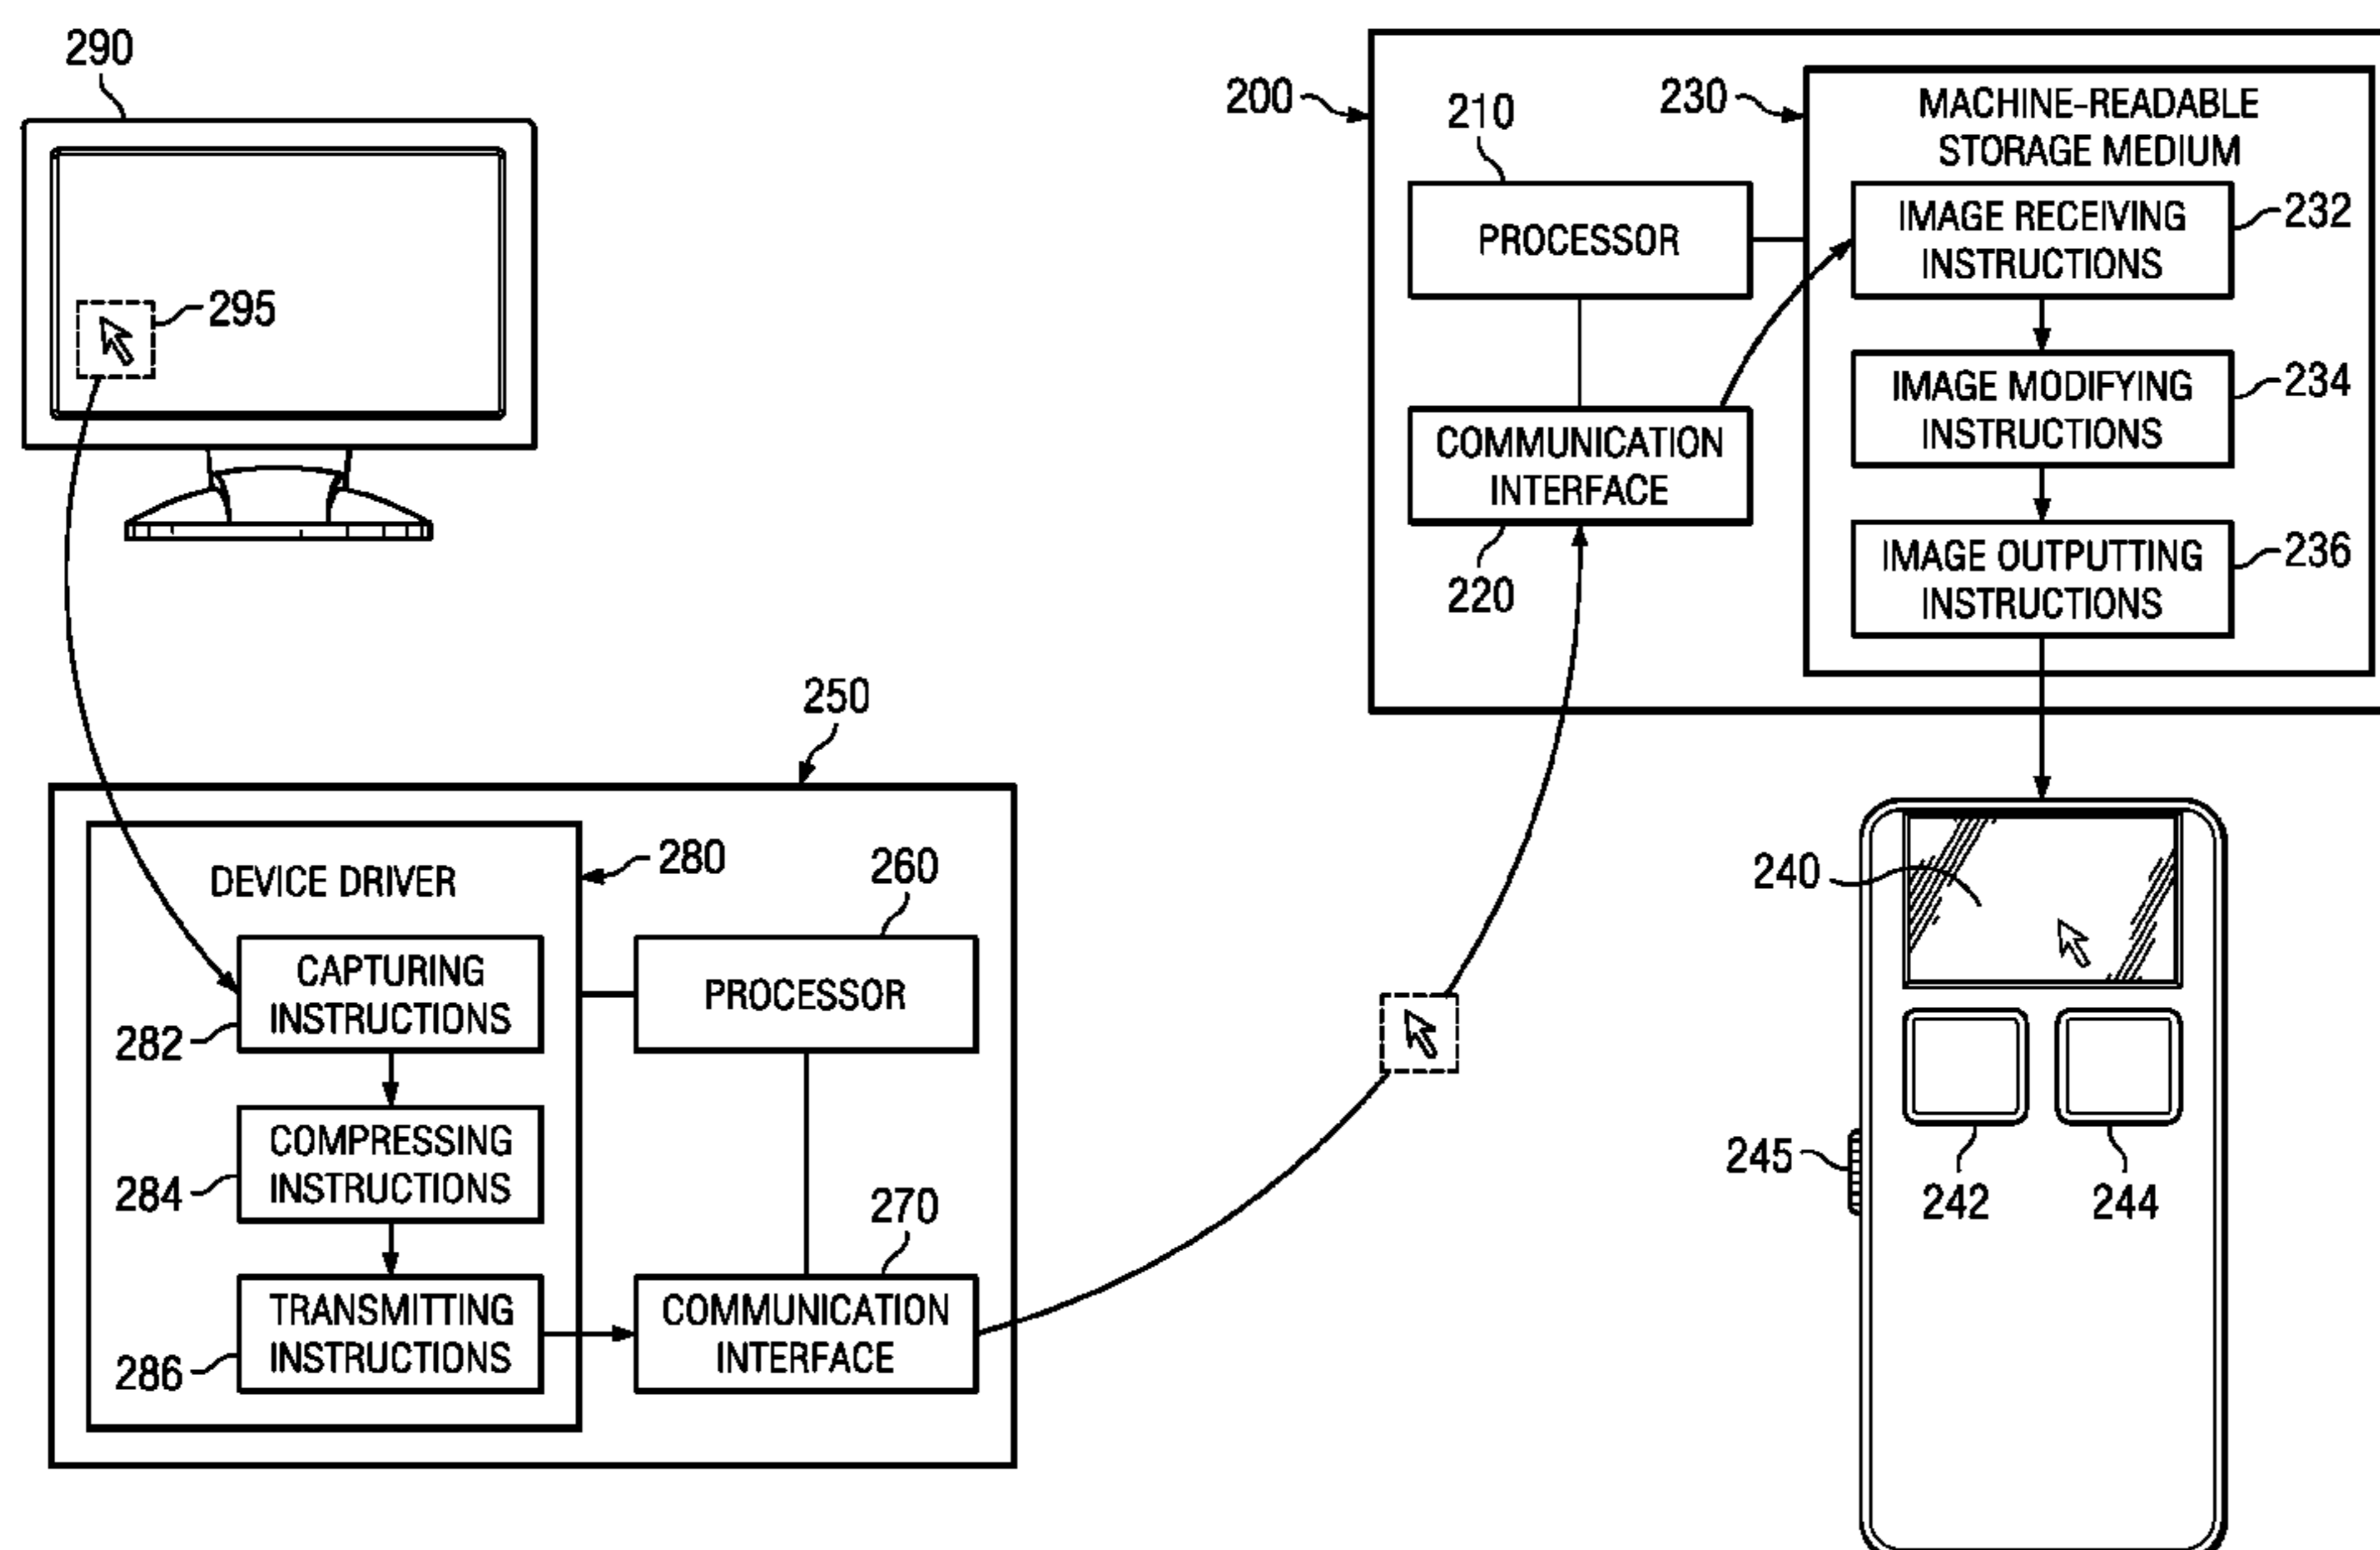 290
295
200
210
230
MACHINE-READABLE
STORAGE MEDIUM
PROCESSOR
IMAGE RECEIVING
INSTRUCTIONS
232
IMAGE MODIFYING
INSTRUCTIONS
234
COMMUNICATION
INTERFACE
220
IMAGE OUTPUTTING
INSTRUCTIONS
236
250
DEVICE DRIVER
280
260
CAPTURING
INSTRUCTIONS
282
PROCESSOR
COMPRESSING
INSTRUCTIONS
284
270
TRANSMITTING
INSTRUCTIONS
286
COMMUNICATION
INTERFACE
240
245
242
244